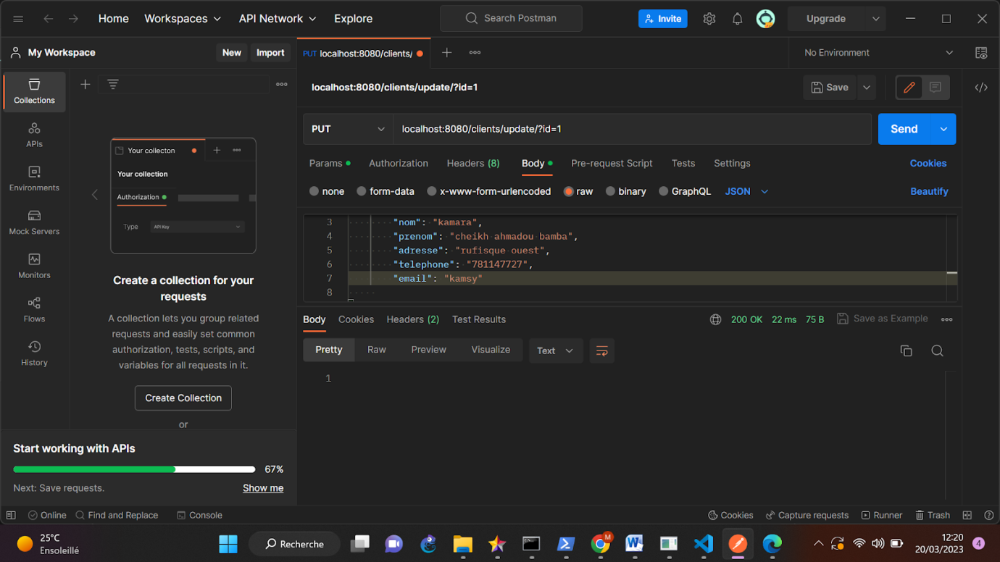 Home Workspaces API Network Explore Search Postman Invite Upgrade
My Workspace New Import PUT localhost:8080/clients/ No Environment
Collections
APIs
Environments
Mock Servers
Monitors
Flows
History
Your collecton
Your collection
Authorization
Type API Key
Create a collection for your
requests
A collection lets you group related
requests and easily set common
authorization, tests, scripts, and
variables for all requests in it.
Create Collection
or
Start working with APIs
67%
Next: Save requests. Show me
localhost:8080/clients/update/?id=1 Save
PUT localhost:8080/clients/update/?id=1 Send
Params Authorization Headers (8) Body Pre-request Script Tests Settings Cookies
none form-data x-www-form-urlencoded raw binary GraphQL JSON Beautify
3 "nom": "kamara",
4 "prenom": "cheikh ahmadou bamba",
5 "adresse": "rufisque ouest",
6 "telephone": "781147727",
7 "email": "kamsy"
8
Body Cookies Headers (2) Test Results 200 OK 22 ms 75 B Save as Example
Pretty Raw Preview Visualize Text
1
Online Find and Replace Console Cookies Capture requests Runner Trash
25°C
Ensoleillé
Recherche
M
12:20
20/03/2023
4